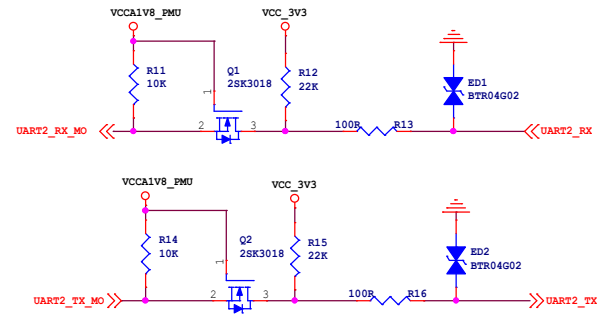 VCCA1V8_PMU
VCC_3V3
R11
10K
Q1
2SK3018
R12
22K
ED1
BTR04G02
1
UART2_RX_MO
2
3
100R
R13
UART2_RX
VCCA1V8_PMU
VCC_3V3
R14
10K
Q2
2SK3018
R15
22K
ED2
BTR04G02
1
UART2_TX_MO
2
3
100R
R16
UART2_TX